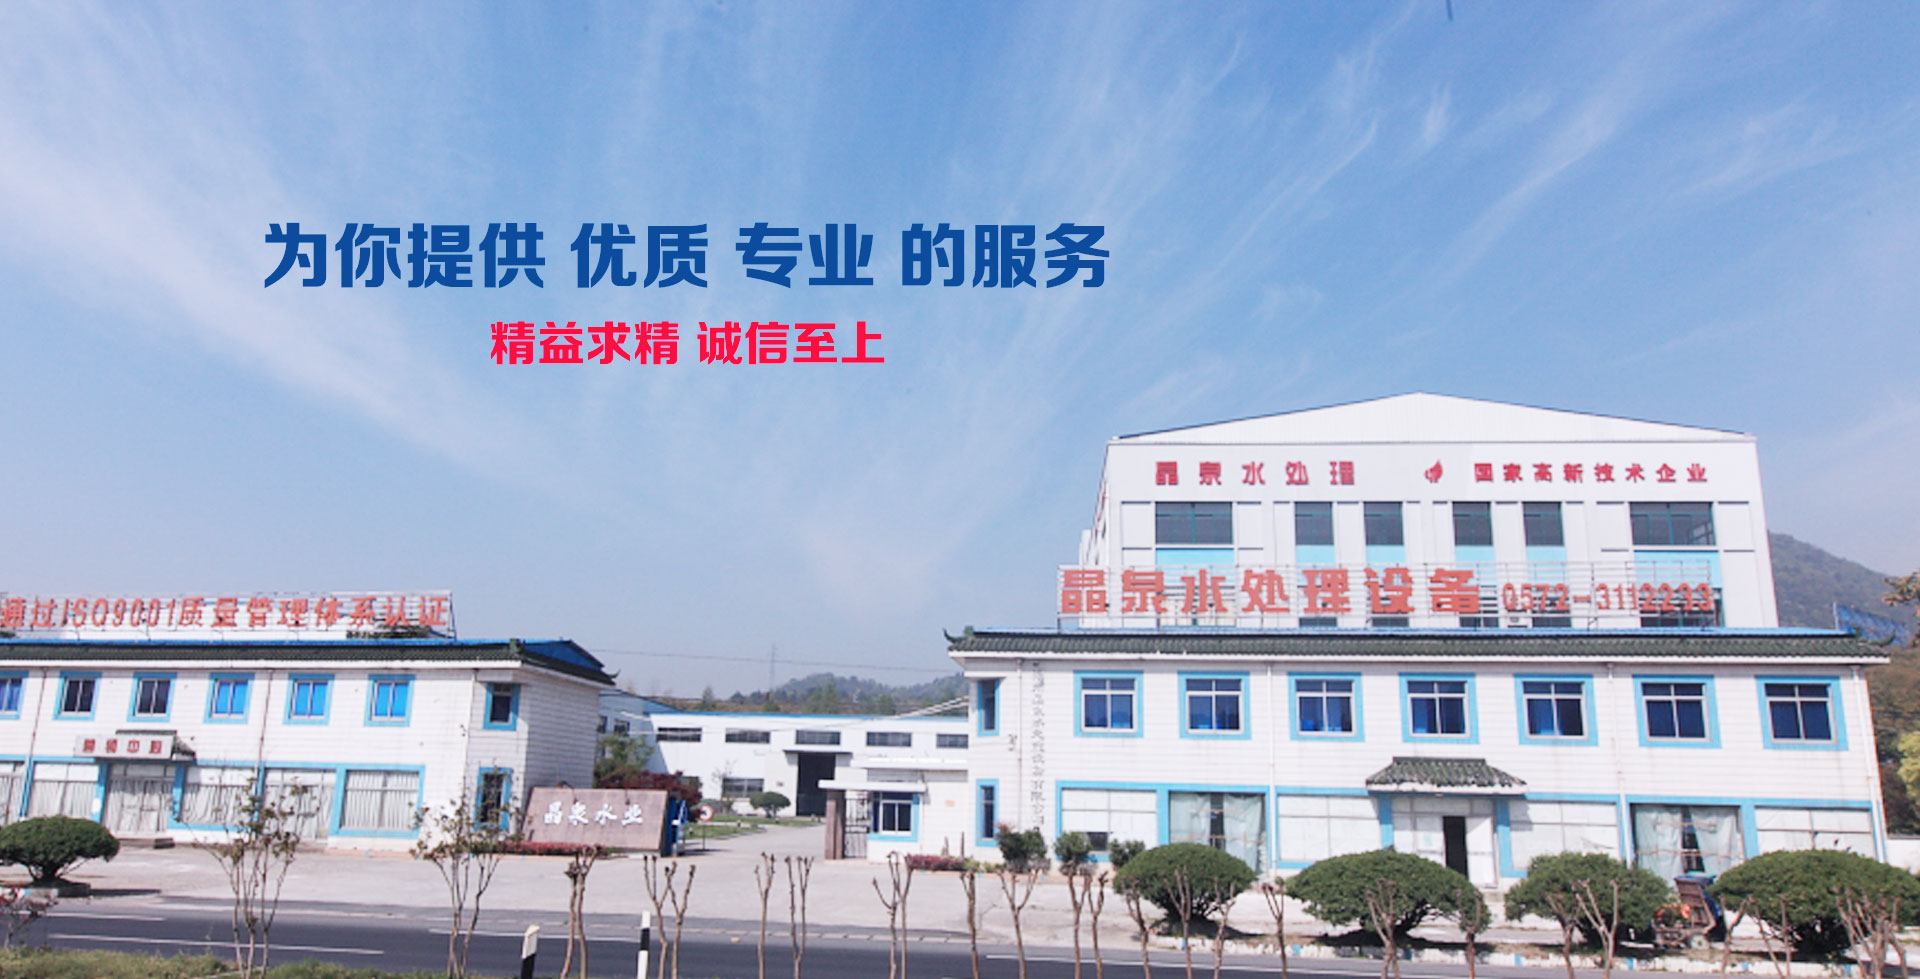 为你提供 优质 专业 的服务
精益求精 诚信至上
晶泉水处理 国家高新技术企业
晶泉水处理设备 0572-3112233
通过ISO9001质量管理体系认证
晶泉水业